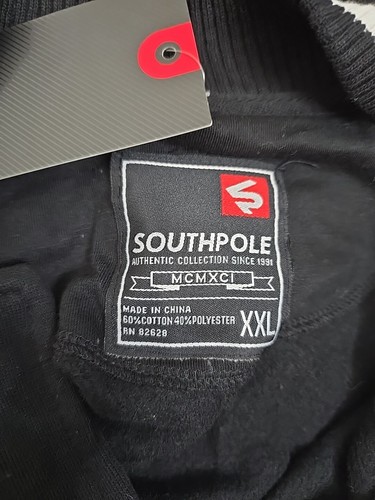 SOUTHPOLE
AUTHENTIC COLLECTION SINCE 1991
MCMXCI
MADE IN CHINA
60%COTTON 40%POLYESTER
RN 82628
XXL